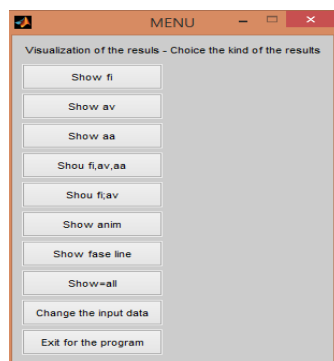 MENU
Visualization of the resuls - Choice the kind of the results
Show fi
Show av
Show aa
Shou fi,av,aa
Shou fi;av
Show anim
Show fase line
Show=all
Change the input data
Exit for the program